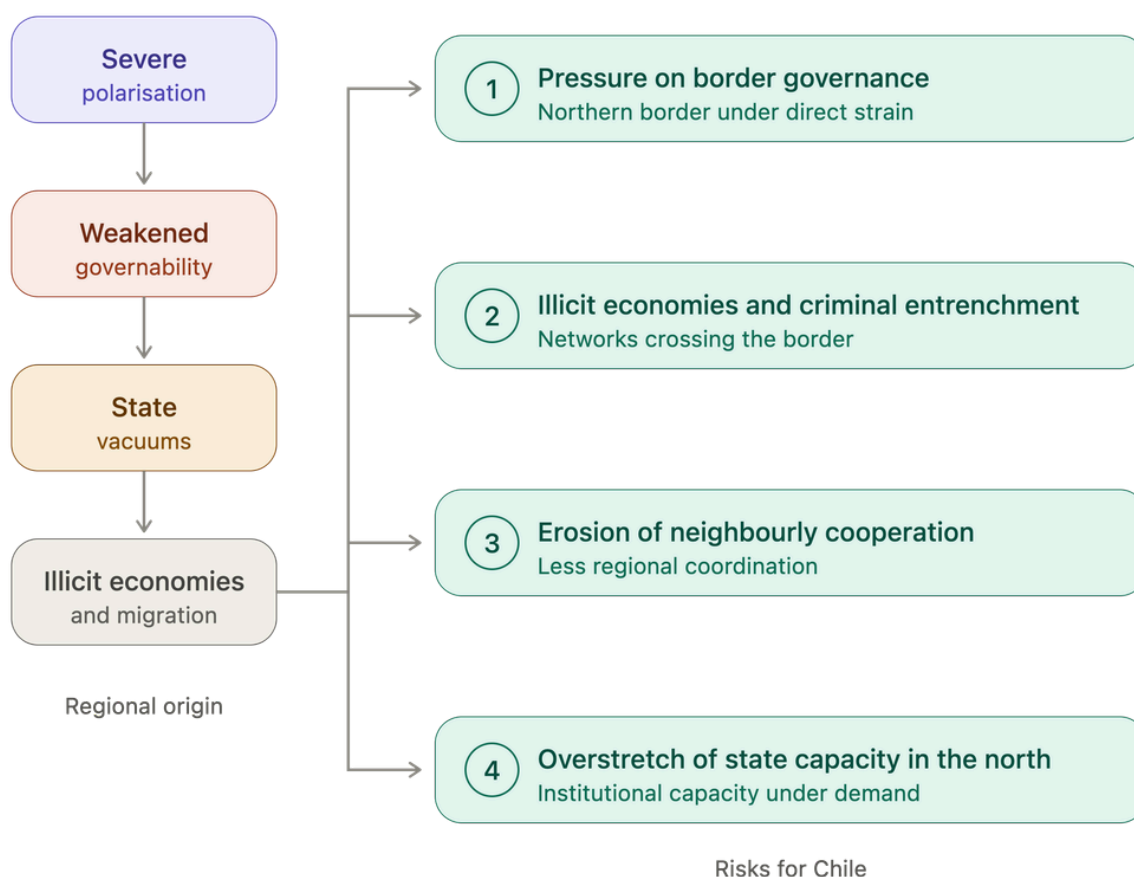 Severe
polarisation
Weakened
governability
State
vacuums
Illicit economies
and migration
Regional origin
1
Pressure on border governance
Northern border under direct strain
2
Illicit economies and criminal entrenchment
Networks crossing the border
3
Erosion of neighbourly cooperation
Less regional coordination
4
Overstretch of state capacity in the north
Institutional capacity under demand
Risks for Chile